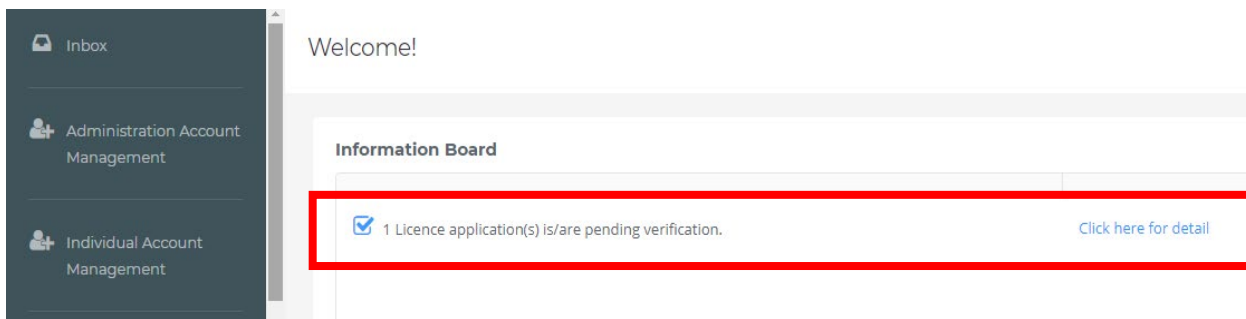 Inbox
Administration Account
Management
Individual Account
Management
Welcome!
Information Board
1 Licence application(s) is/are pending verification.
Click here for detail